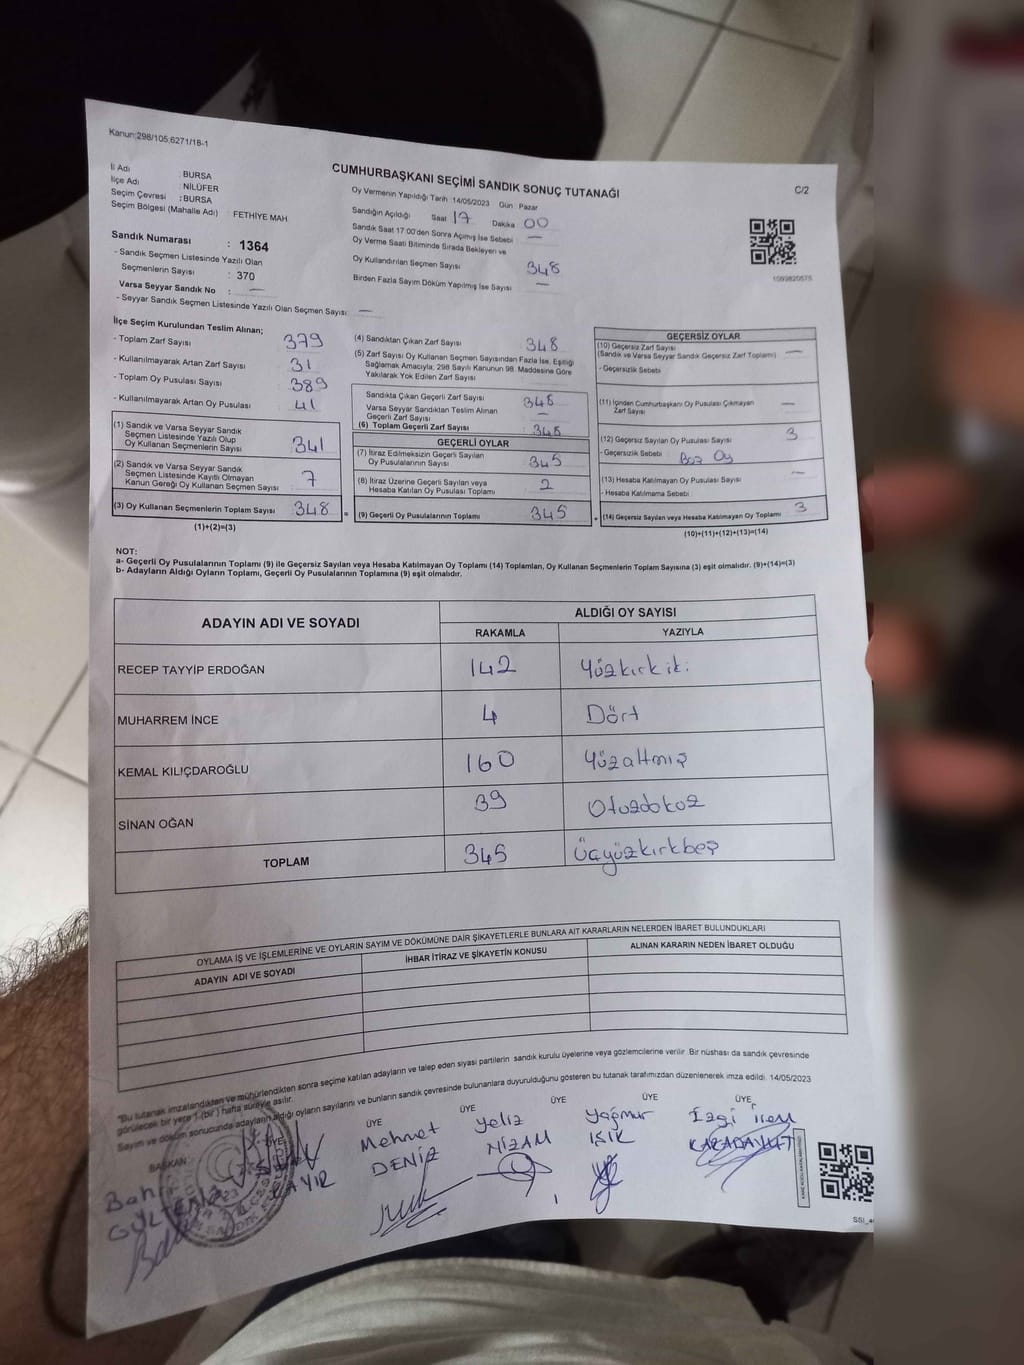 Kanun:298/105;6271/18-1
CUMHURBAŞKANI SEÇİMİ SANDIK SONUÇ TUTANAĞI
C/2
İl Adı : BURSA
İlçe Adı : NİLÜFER
Seçim Çevresi : BURSA
Seçim Bölgesi (Mahalle Adı) : FETHİYE MAH
Oy Vermenin Yapıldığı Tarih 14/05/2023 Gün Pazar
Sandığın Açıldığı Saat 17 Dakika 00
Sandık Saat 17:00'den Sonra Açımış İse Sebebi : —
Oy Verme Saati Bitiminde Sırada Bekleyen ve
Oy Kullandırılan Seçmen Sayısı 348
Birden Fazla Sayım Döküm Yapılmış İse Sayısı : —
1069820575
Sandık Numarası : 1364
- Sandık Seçmen Listesinde Yazılı Olan
Seçmenlerin Sayısı : 370
Varsa Seyyar Sandık No : —
- Seyyar Sandık Seçmen Listesinde Yazılı Olan Seçmen Sayısı: —
İlçe Seçim Kurulundan Teslim Alınan;
- Toplam Zarf Sayısı 379
- Kullanılmayarak Artan Zarf Sayısı 31
- Toplam Oy Pusulası Sayısı 389
- Kullanılmayarak Artan Oy Pusulası 41
(1) Sandık ve Varsa Seyyar Sandık
Seçmen Listesinde Yazılı Olup
Oy Kullanan Seçmenlerin Sayısı 341
(2) Sandık ve Varsa Seyyar Sandık
Seçmen Listesinde Kayıtlı Olmayan
Kanun Gereği Oy Kullanan Seçmen Sayısı 7
(3) Oy Kullanan Seçmenlerin Toplam Sayısı 348 =
(1)+(2)=(3)
(4) Sandıktan Çıkan Zarf Sayısı 348
(5) Zarf Sayısı Oy Kullanan Seçmen Sayısından Fazla İse, Eşitliği
Sağlamak Amacıyla; 298 Sayılı Kanunun 98. Maddesine Göre
Yakılarak Yok Edilen Zarf Sayısı
Sandıkta Çıkan Geçerli Zarf Sayısı 348
Varsa Seyyar Sandıktan Teslim Alınan
Geçerli Zarf Sayısı —
(6) Toplam Geçerli Zarf Sayısı 348
GEÇERLİ OYLAR
(7) İtiraz Edilmeksizin Geçerli Sayılan
Oy Pusulalarının Sayısı 345
(8) İtiraz Üzerine Geçerli Sayılan veya
Hesaba Katılan Oy Pusulası Toplamı 2
(9) Geçerli Oy Pusulalarının Toplamı 345 +
GEÇERSİZ OYLAR
(10) Geçersiz Zarf Sayısı
(Sandık ve Varsa Seyyar Sandık Geçersiz Zarf Toplamı) —
- Geçersizlik Sebebi
(11) İçinden Cumhurbaşkanı Oy Pusulası Çıkmayan
Zarf Sayısı —
(12) Geçersiz Sayılan Oy Pusulası Sayısı 3
- Geçersizlik Sebebi : Boş Oy
(13) Hesaba Katılmayan Oy Pusulası Sayısı —
- Hesaba Katılmama Sebebi
(14) Geçersiz Sayılan veya Hesaba Katılmayan Oy Toplamı 3
(10)+(11)+(12)+(13)=(14)
NOT:
a- Geçerli Oy Pusulalarının Toplamı (9) ile Geçersiz Sayılan veya Hesaba Katılmayan Oy Toplamı (14) Toplamları, Oy Kullanan Seçmenlerin Toplam Sayısına (3) eşit olmalıdır. (9)+(14)=(3)
b- Adayların Aldığı Oyların Toplamı, Geçerli Oy Pusulalarının Toplamına (9) eşit olmalıdır.
ADAYIN ADI VE SOYADI
ALDIĞI OY SAYISI
RAKAMLA YAZIYLA
RECEP TAYYİP ERDOĞAN 142 Yüzkırkiki
MUHARREM İNCE 4 Dört
KEMAL KILIÇDAROĞLU 160 Yüzaltmış
SİNAN OĞAN 39 Otuzdokuz
TOPLAM 345 Üçyüzkırkbeş
OYLAMA İŞ VE İŞLEMLERİNE VE OYLARIN SAYIM VE DÖKÜMÜNE DAİR ŞİKAYETLERLE BUNLARA AİT KARARLARIN NELERDEN İBARET BULUNDUKLARI
ADAYIN ADI VE SOYADI İHBAR İTİRAZ VE ŞİKAYETİN KONUSU ALINAN KARARIN NEDEN İBARET OLDUĞU
"Bu tutanak imzalandıktan ve mühürlendikten sonra seçime katılan adayların ve talep eden siyasi partilerin sandık kurulu üyelerine veya gözlemcilerine verilir. Bir nüshası da sandık çevresinde
görülecek bir yere 1 (bir) hafta süreyle asılır.
Sayım ve döküm sonucunda adayların aldığı oyların sayılarını ve bunların sandık çevresinde bulunanlara duyurulduğunu gösteren bu tutanak tarafımızdan düzenlenerek imza edildi. 14/05/2023
BAŞKAN ÜYE ÜYE ÜYE ÜYE ÜYE
Mehmet DENİZ
Yeliz NİZAM
Yağmur IŞIK